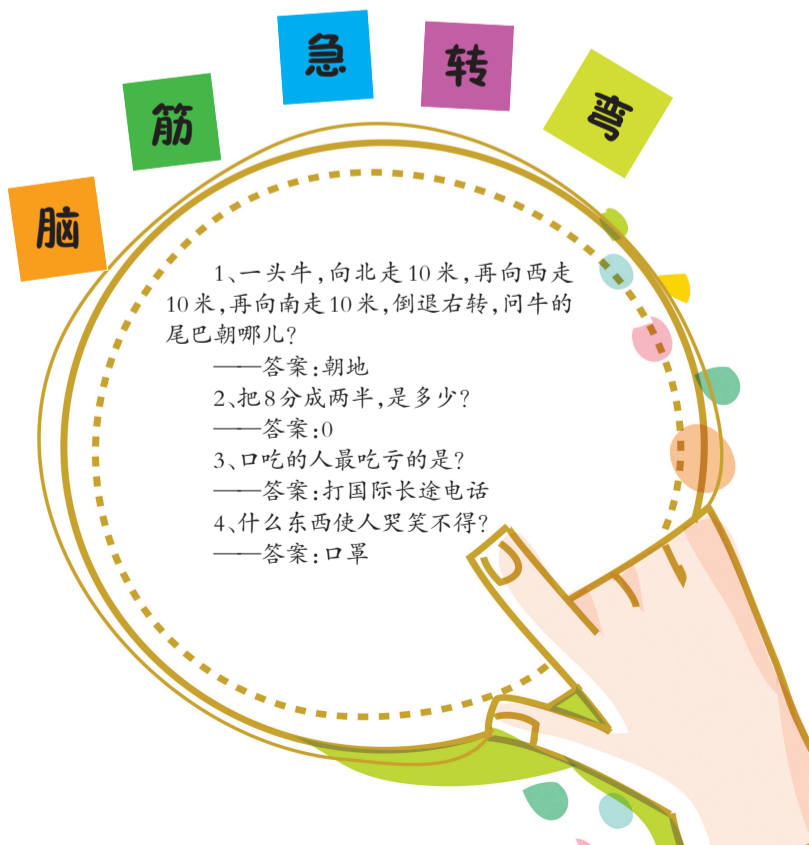 脑筋急转弯
1、一头牛,向北走10米,再向西走
10米,再向南走10米,倒退右转,问牛的
尾巴朝哪儿?
——答案:朝地
2、把8分成两半,是多少?
——答案:0
3、口吃的人最吃亏的是?
——答案:打国际长途电话
4、什么东西使人哭笑不得?
——答案:口罩